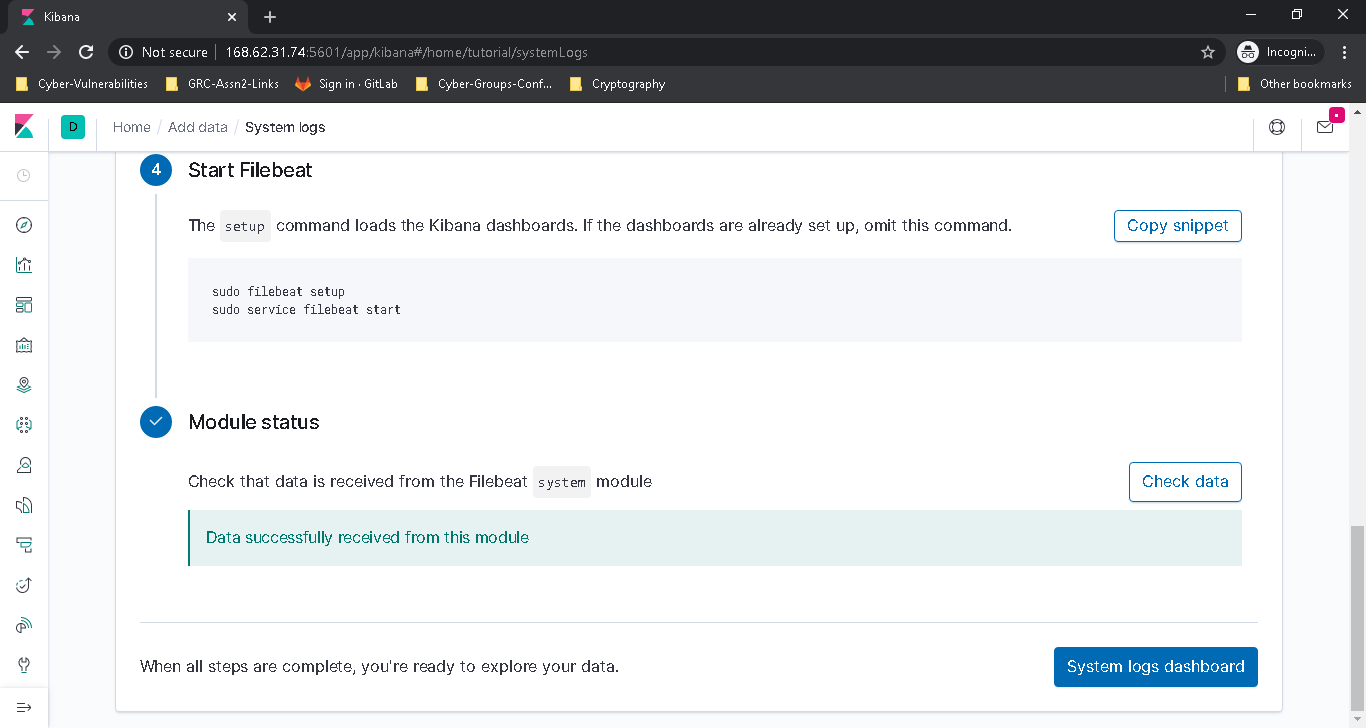 Kibana
Not secure
168.62.31.74:5601/app/kibana#/home/tutorial/systemLogs
Incogni...
Cyber-Vulnerabilities
GRC-Assn2-Links
Sign in · GitLab
Cyber-Groups-Conf...
Cryptography
Other bookmarks
D
Home / Add data / System logs
4
Start Filebeat
The setup command loads the Kibana dashboards. If the dashboards are already set up, omit this command.
Copy snippet
sudo filebeat setup
sudo service filebeat start
Module status
Check that data is received from the Filebeat system module
Check data
Data successfully received from this module
When all steps are complete, you're ready to explore your data.
System logs dashboard